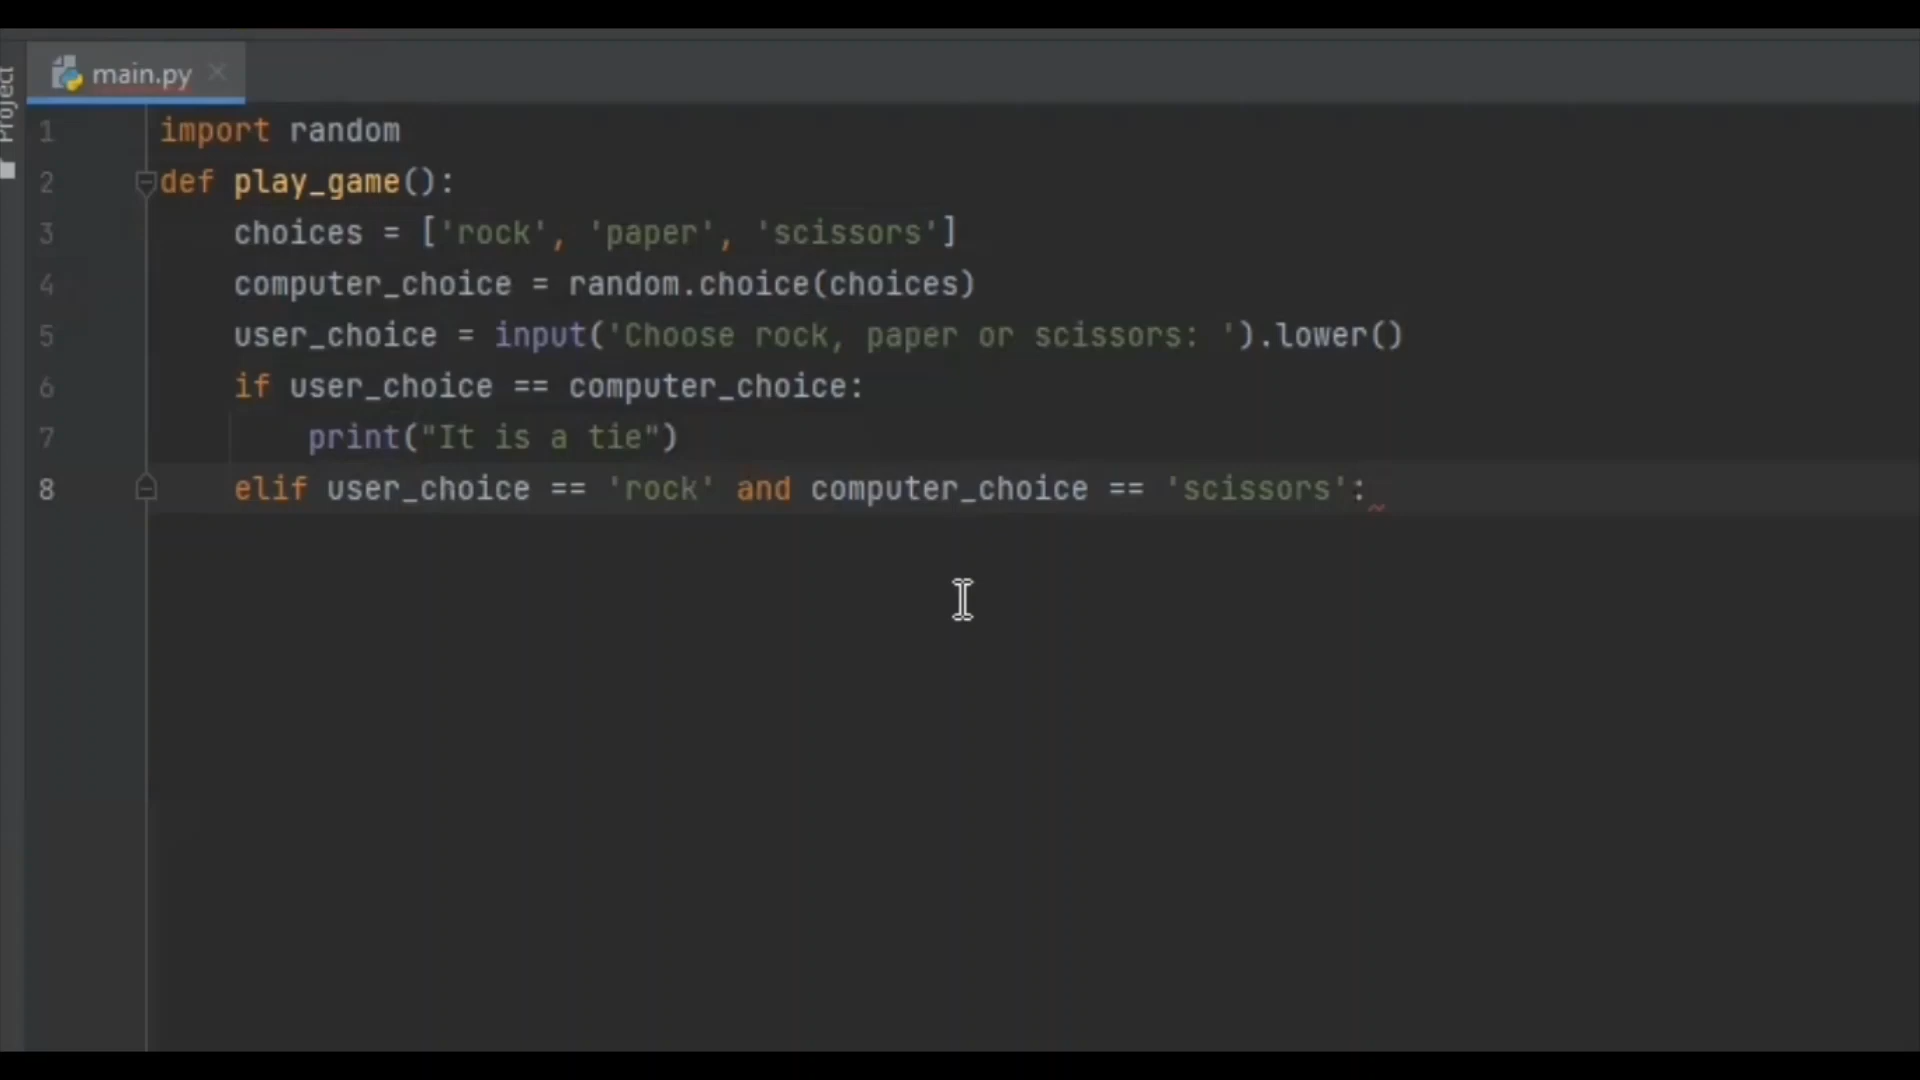 Project
main.py
1 import random
2 def play_game():
3 choices = ['rock', 'paper', 'scissors']
4 computer_choice = random.choice(choices)
5 user_choice = input('Choose rock, paper or scissors: ').lower()
6 if user_choice == computer_choice:
7 print("It is a tie")
8 elif user_choice == 'rock' and computer_choice == 'scissors':